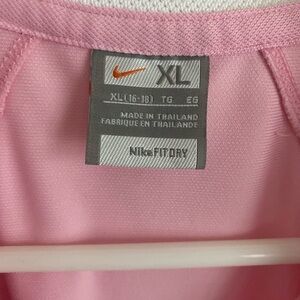 XL
XL(16-18) TG EG
MADE IN THAILAND
FABRIQUE EN THAILANDE
Nike FIT DRY